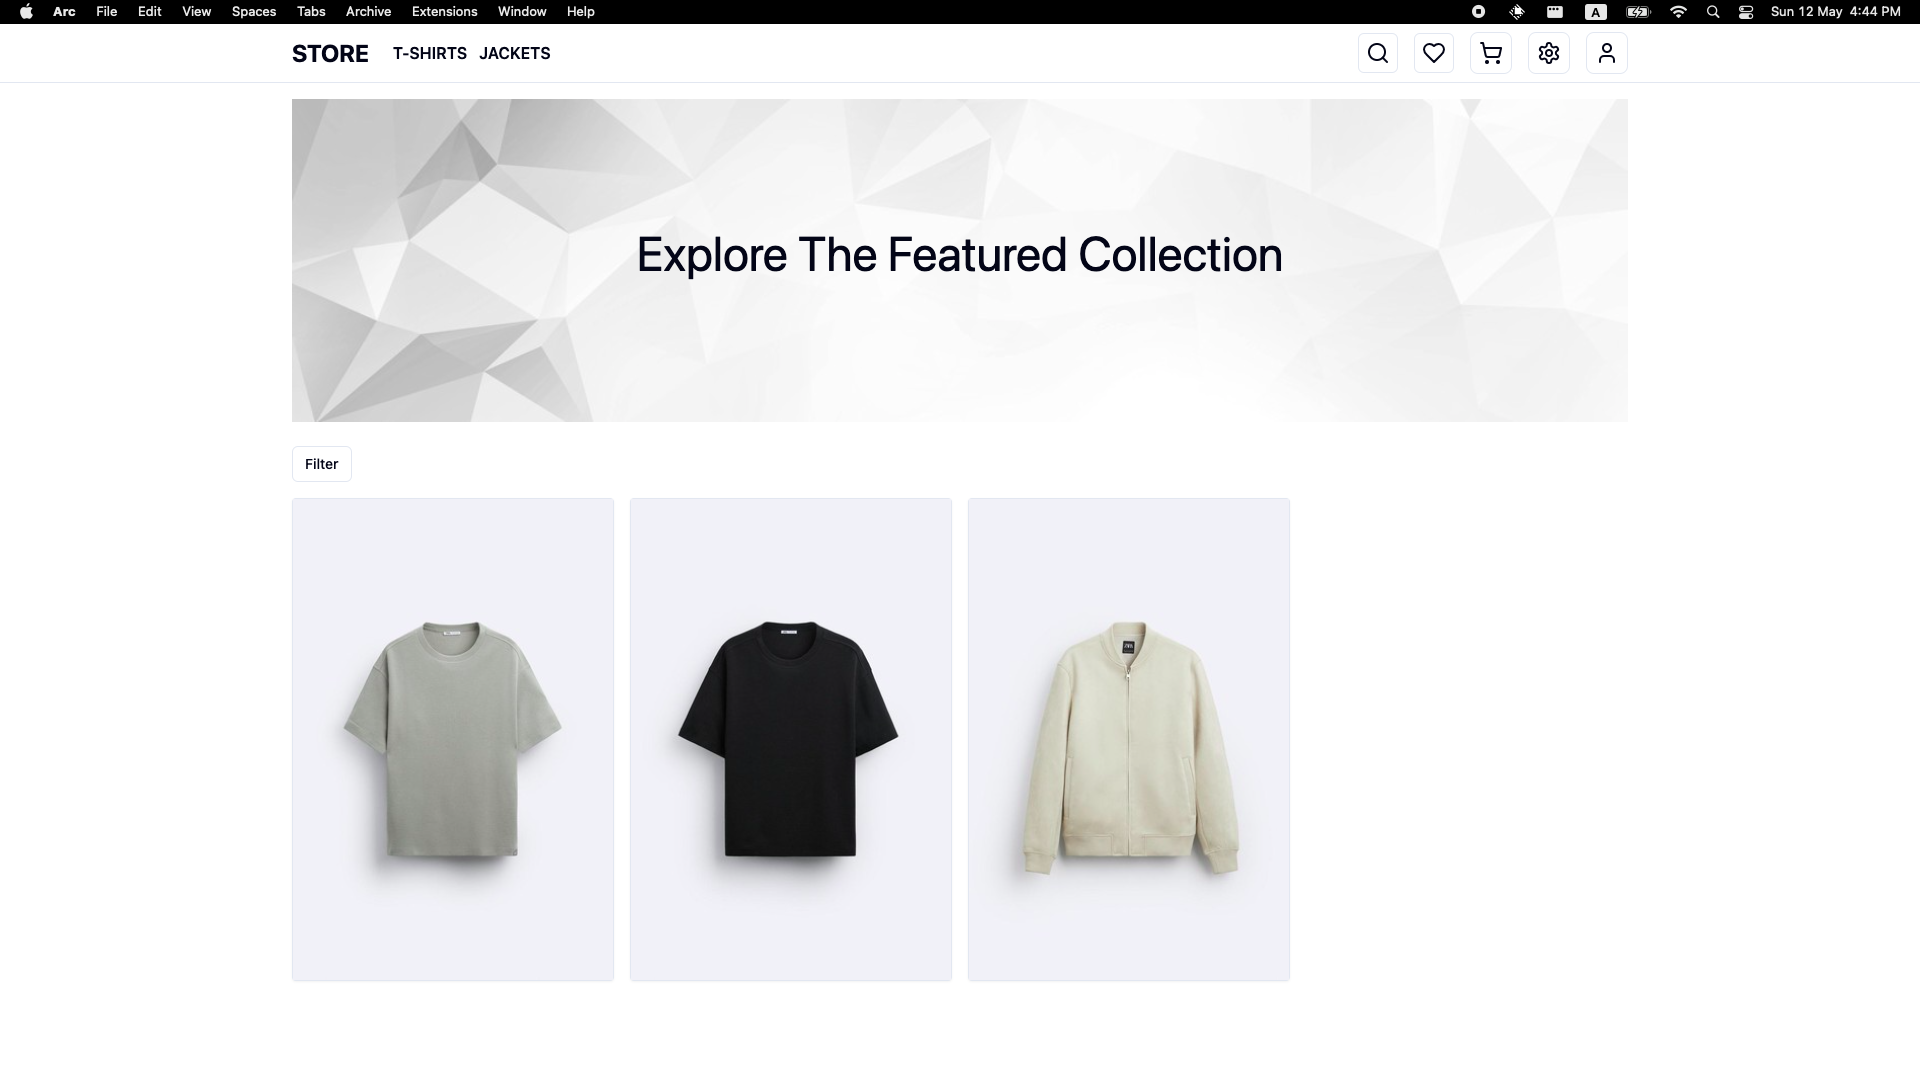 Arc File Edit View Spaces Tabs Archive Extensions Window Help A Sun 12 May 4:44 PM
STORE T-SHIRTS JACKETS
Explore The Featured Collection
Filter